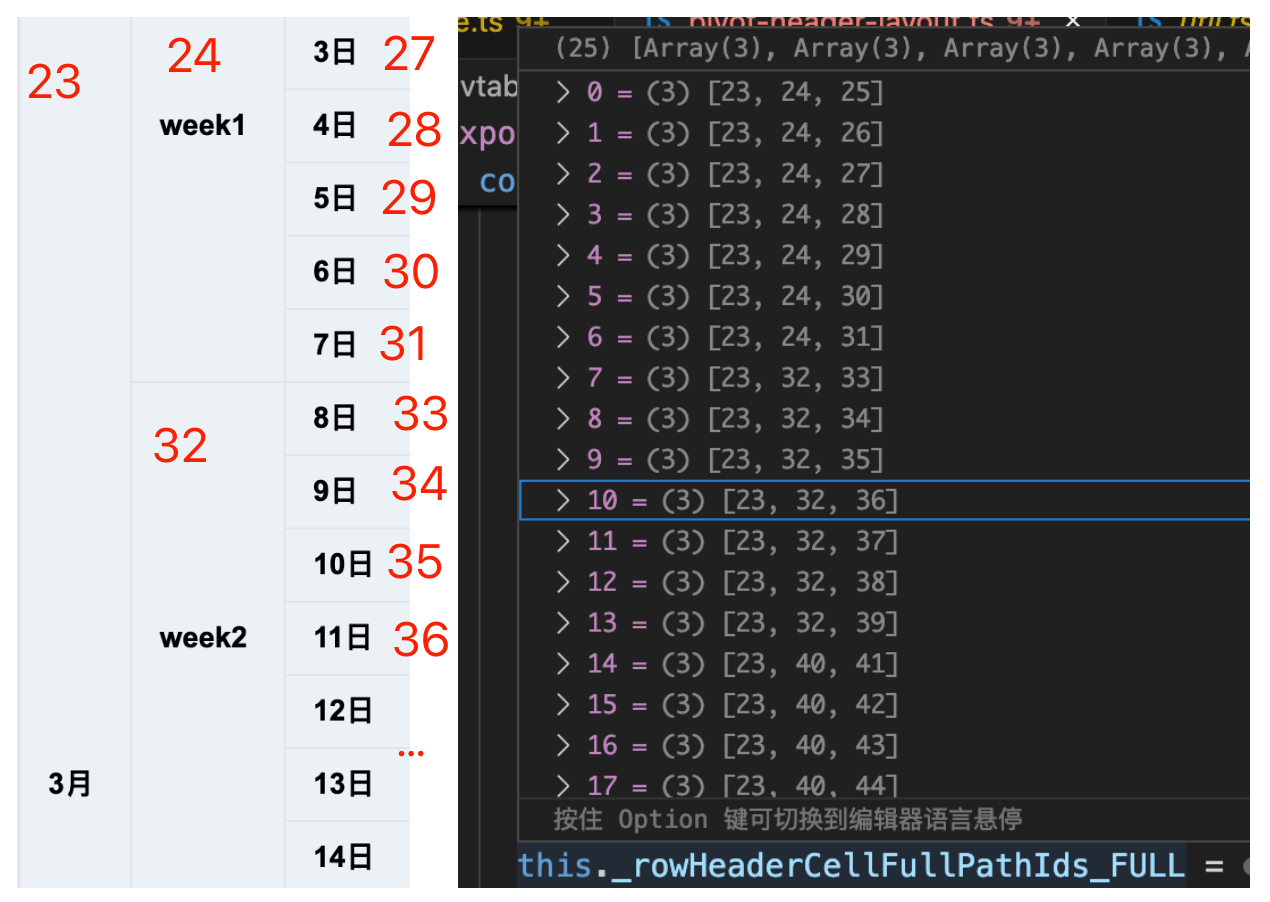 23
24
3日 27
week1
4日 28
5日 29
6日 30
7日 31
32
8日 33
9日 34
10日 35
week2
11日 36
12日
...
3月
13日
14日
pivot-header-layout.ts 9+ ×
(25) [Array(3), Array(3), Array(3), Array(3),
vtab
xpo
co
> 0 = (3) [23, 24, 25]
> 1 = (3) [23, 24, 26]
> 2 = (3) [23, 24, 27]
> 3 = (3) [23, 24, 28]
> 4 = (3) [23, 24, 29]
> 5 = (3) [23, 24, 30]
> 6 = (3) [23, 24, 31]
> 7 = (3) [23, 32, 33]
> 8 = (3) [23, 32, 34]
> 9 = (3) [23, 32, 35]
> 10 = (3) [23, 32, 36]
> 11 = (3) [23, 32, 37]
> 12 = (3) [23, 32, 38]
> 13 = (3) [23, 32, 39]
> 14 = (3) [23, 40, 41]
> 15 = (3) [23, 40, 42]
> 16 = (3) [23, 40, 43]
> 17 = (3) [23, 40, 44]
按住 Option 键可切换到编辑器语言悬停
this._rowHeaderCellFullPathIds_FULL =